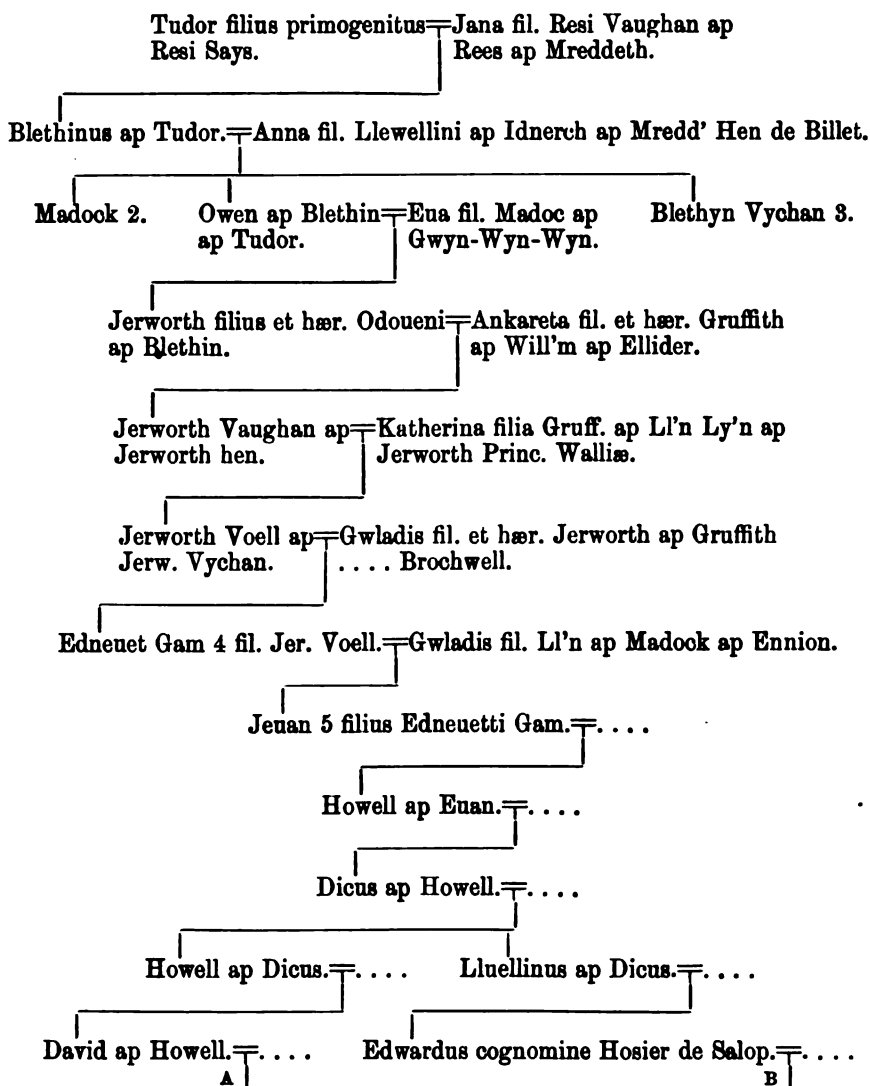 Tudor filius primogenitus=Jana fil. Resi Vaughan ap
Resi Says. Rees ap Mreddeth.
Blethinus ap Tudor.=Anna fil. Llewellini ap Idnerch ap Mredd' Hen de Billet.
Madock 2. Owen ap Blethin=Eua fil. Madoc ap Blethyn Vychan 3.
ap Tudor. Gwyn-Wyn-Wyn.
Jerworth filius et hær. Odoueni=Ankareta fil. et hær. Gruffith
ap Blethin. ap Will'm ap Ellider.
Jerworth Vaughan ap=Katherina filia Gruff. ap Ll'n Ly'n ap
Jerworth hen. Jerworth Princ. Walliæ.
Jerworth Voell ap=Gwladis fil. et hær. Jerworth ap Gruffith
Jerw. Vychan. .... Brochwell.
Edneuet Gam 4 fil. Jer. Voell.=Gwladis fil. Ll'n ap Madock ap Ennion.
Jeuan 5 filius Edneuetti Gam.=....
Howell ap Euan.=....
Dicus ap Howell.=....
Howell ap Dicus.=.... Lluellinus ap Dicus.=....
David ap Howell.=.... Edwardus cognomine Hosier de Salop.=....
A B